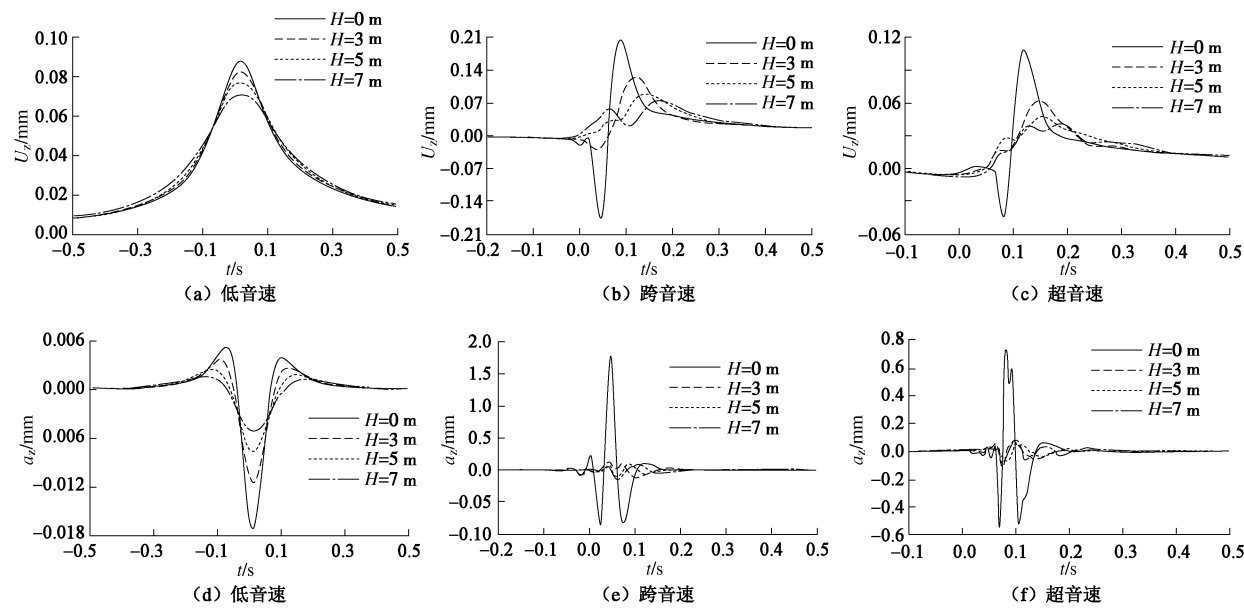 H=0 m
H=3 m
H=5 m
H=7 m
0.10
0.08
0.06
0.04
0.02
0.00
U_z/mm
−0.5 −0.3 −0.1 0.1 0.3 0.5
t/s
（a）低音速
H=0 m
H=3 m
H=5 m
H=7 m
0.21
0.14
0.07
0.00
−0.07
−0.14
−0.21
U_z/mm
−0.2 −0.1 0.0 0.1 0.2 0.3 0.4 0.5
t/s
（b）跨音速
H=0 m
H=3 m
H=5 m
H=7 m
0.12
0.06
0.00
−0.06
U_z/mm
−0.1 0.0 0.1 0.2 0.3 0.4 0.5
t/s
（c）超音速
0.006
0.000
0.006
−0.012
−0.018
a_z/mm
H=0 m
H=3 m
H=5 m
H=7 m
−0.5 −0.3 −0.1 0.1 0.3 0.5
t/s
（d）低音速
2.0
1.5
1.0
5.0
0.0
−0.05
−0.10
a_z/mm
H=0 m
H=3 m
H=5 m
H=7 m
−0.2 −0.1 0.0 0.1 0.2 0.3 0.4 0.5
t/s
（e）跨音速
0.8
0.6
0.4
0.2
0.0
−0.2
−0.4
−0.6
a_z/mm
H=0 m
H=3 m
H=5 m
H=7 m
−0.1 0.0 0.1 0.2 0.3 0.4 0.5
t/s
（f）超音速